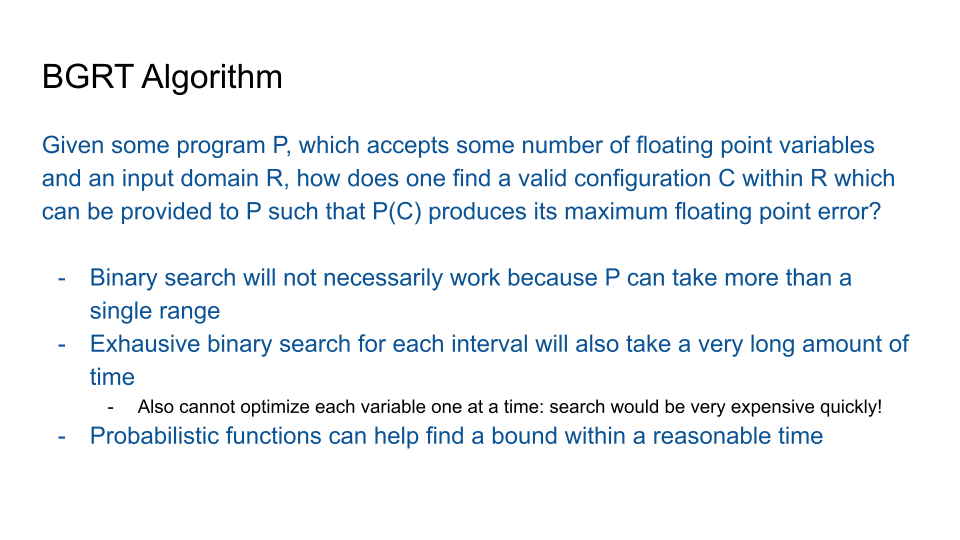 BGRT Algorithm
Given some program P, which accepts some number of floating point variables
and an input domain R, how does one find a valid configuration C within R which
can be provided to P such that P(C) produces its maximum floating point error?
- Binary search will not necessarily work because P can take more than a
single range
- Exhausive binary search for each interval will also take a very long amount of
time
- Also cannot optimize each variable one at a time: search would be very expensive quickly!
- Probabilistic functions can help find a bound within a reasonable time